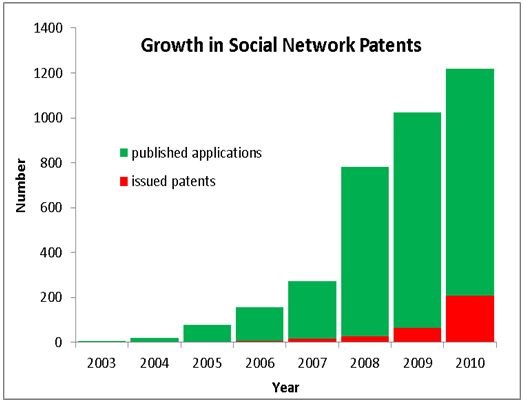 Growth in Social Network Patents
1400
1200
1000
800
600
400
200
0
Number
published applications
issued patents
2003 2004 2005 2006 2007 2008 2009 2010
Year